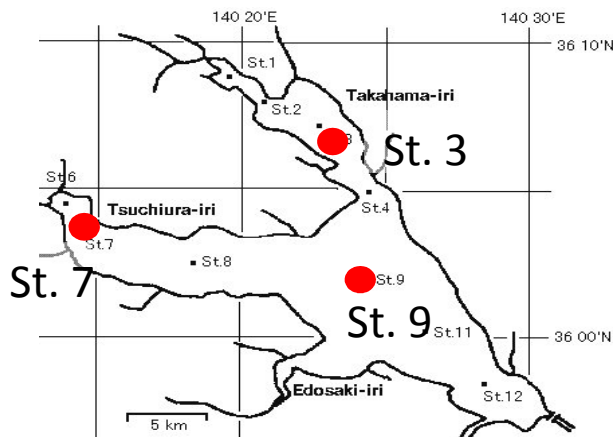 140 20'E
140 30'E
36 10'N
St.1
Takahama-iri
St.2
3
St. 3
St.6
St.4
Tsuchiura-iri
St.7
St.8
St. 7
St.9
St. 9
St.11
36 00'N
Edosaki-iri
St.12
5 km